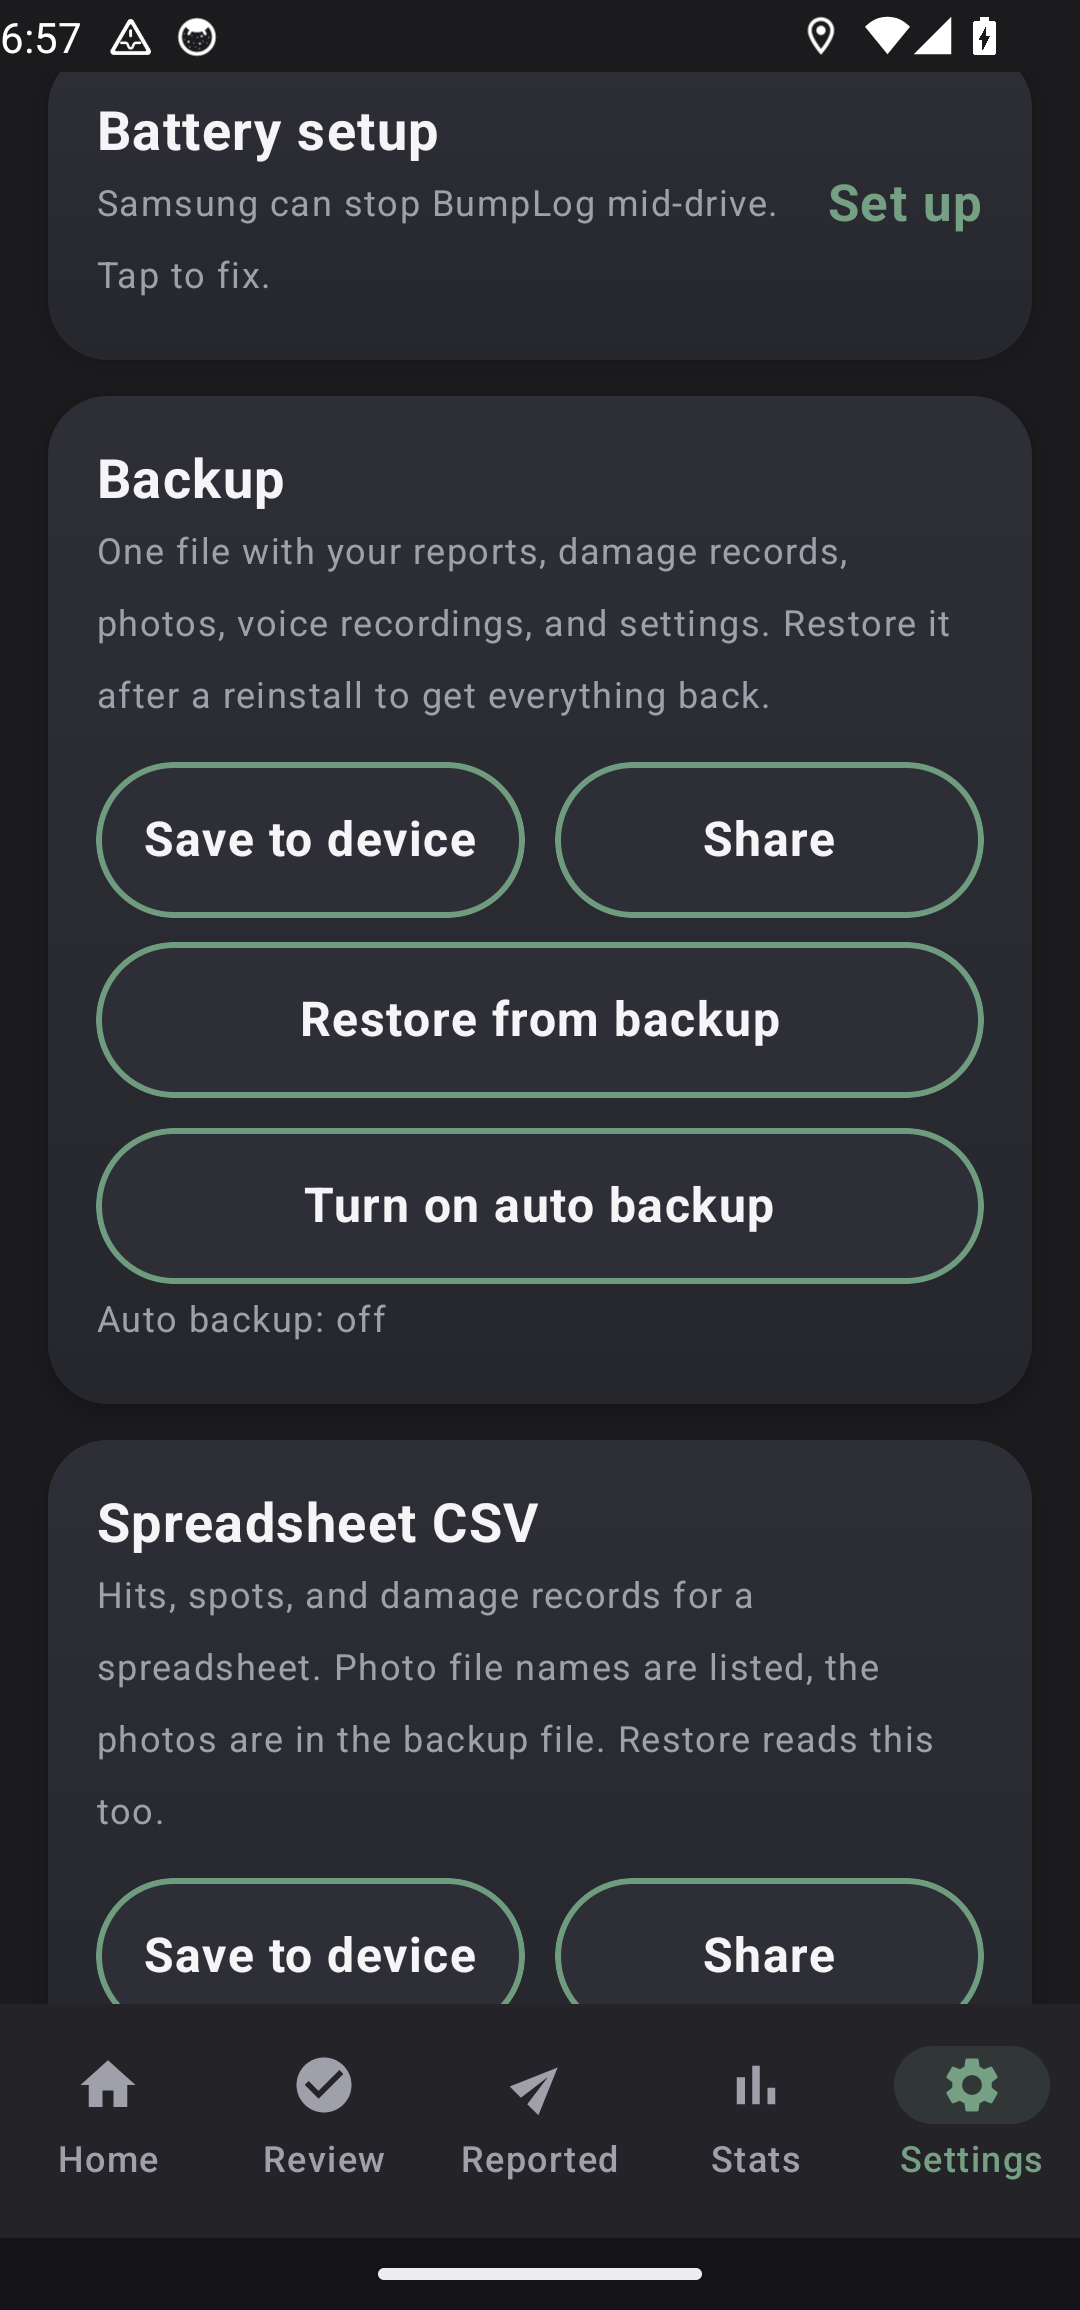 6:57
Battery setup
Samsung can stop BumpLog mid-drive.
Tap to fix.
Set up
Backup
One file with your reports, damage records,
photos, voice recordings, and settings. Restore it
after a reinstall to get everything back.
Save to device
Share
Restore from backup
Turn on auto backup
Auto backup: off
Spreadsheet CSV
Hits, spots, and damage records for a
spreadsheet. Photo file names are listed, the
photos are in the backup file. Restore reads this
too.
Save to device
Share
Home
Review
Reported
Stats
Settings